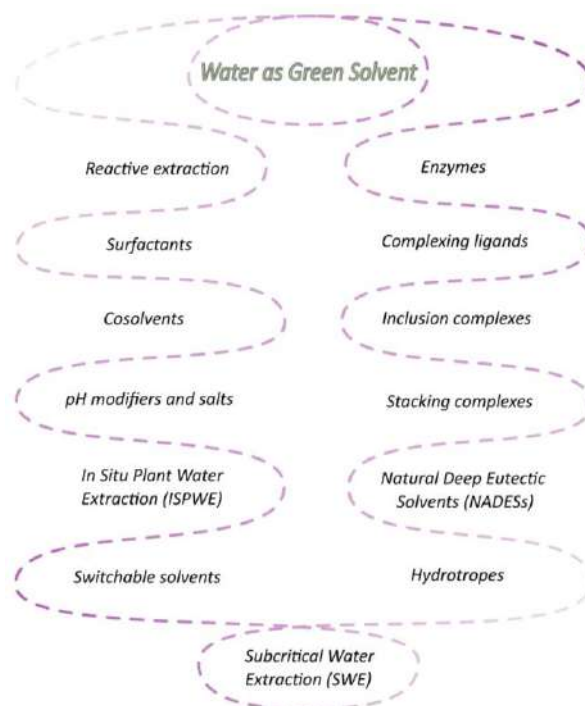 Water as Green Solvent
Reactive extraction
Enzymes
Surfactants
Complexing ligands
Cosolvents
Inclusion complexes
pH modifiers and salts
Stacking complexes
In Situ Plant Water
Extraction (ISPWE)
Natural Deep Eutectic
Solvents (NADESs)
Switchable solvents
Hydrotropes
Subcritical Water
Extraction (SWE)